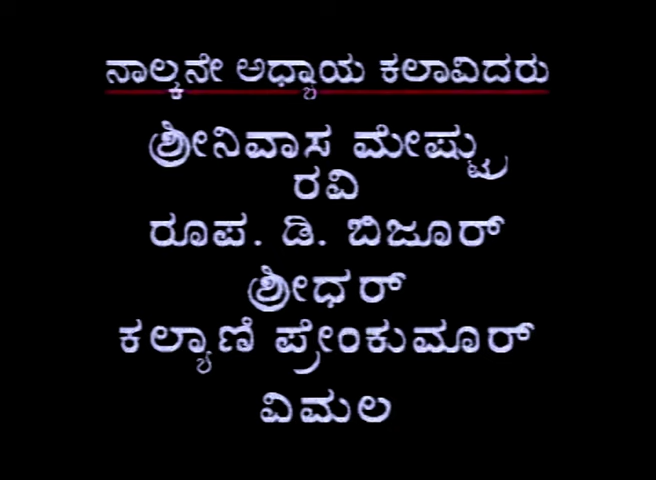 ನಾಲ್ಕನೇ ಅಧ್ಯಾಯ ಕಲಾವಿದರು
ಶ್ರೀನಿವಾಸ ಮೇಷ್ಟ್ರು
ರವಿ
ರೂಪ. ಡಿ. ಬಿಜೂರ್
ಶ್ರೀಧರ್
ಕಲ್ಯಾಣಿ ಪ್ರೇಂಕುಮಾರ್
ವಿಮಲ